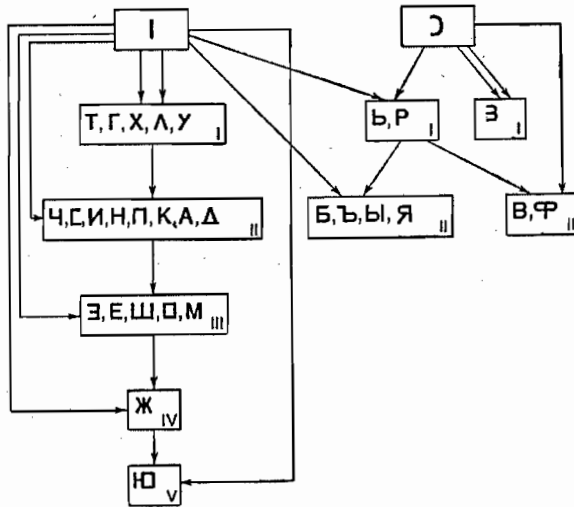 I Ɔ
Т, Г, Х, Л, У I
Ь, Р I
З I
Ч, С, И, Н, П, К, А, Д II
Б, Ъ, Ы, Я II
В, Ф II
Э, Е, Ш, О, М III
Ж IV
Ю V